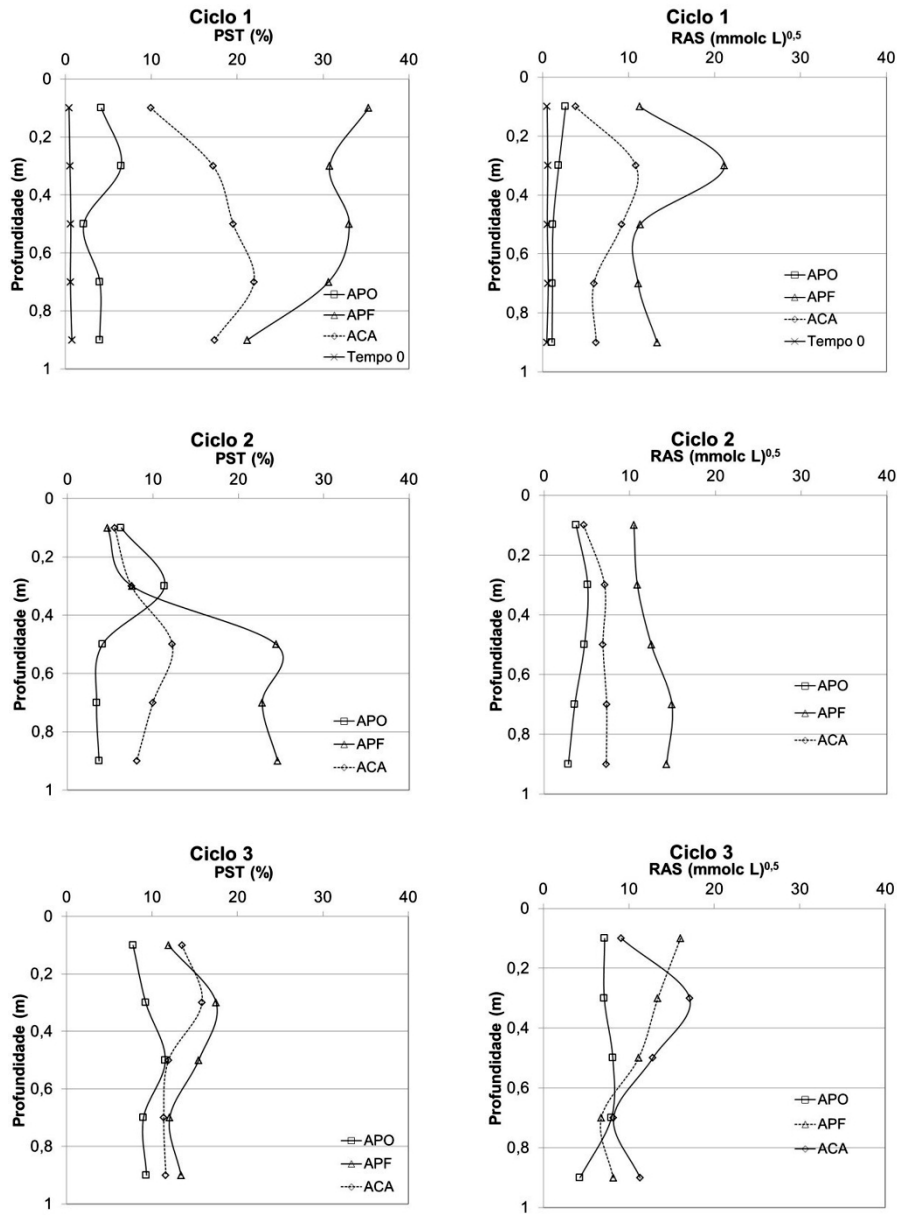 Ciclo 1
PST (%)
0 10 20 30 40
Profundidade (m)
0
0,2
0,4
0,6
0,8
1
APO
APF
ACA
Tempo 0
Ciclo 1
RAS (mmolc L)0,5
0 10 20 30 40
Profundidade (m)
0
0,2
0,4
0,6
0,8
1
APO
APF
ACA
Tempo 0
Ciclo 2
PST (%)
0 10 20 30 40
Profundidade (m)
0
0,2
0,4
0,6
0,8
1
APO
APF
ACA
Ciclo 2
RAS (mmolc L)0,5
0 10 20 30 40
Profundidade (m)
0
0,2
0,4
0,6
0,8
1
APO
APF
ACA
Ciclo 3
PST (%)
0 10 20 30 40
Profundidade (m)
0
0,2
0,4
0,6
0,8
1
APO
APF
ACA
Ciclo 3
RAS (mmolc L)0,5
0 10 20 30 40
Profundidade (m)
0
0,2
0,4
0,6
0,8
1
APO
APF
ACA